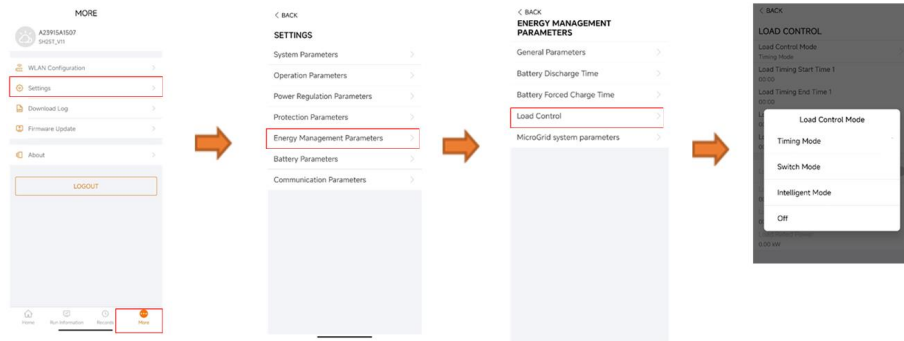 MORE
A23915A1507
SH25T_V11
WLAN Configuration
Settings
Download Log
Firmware Update
About
LOGOUT
Home
Run Information
Records
More
< BACK
SETTINGS
System Parameters
Operation Parameters
Power Regulation Parameters
Protection Parameters
Energy Management Parameters
Battery Parameters
Communication Parameters
< BACK
ENERGY MANAGEMENT
PARAMETERS
General Parameters
Battery Discharge Time
Battery Forced Charge Time
Load Control
MicroGrid system parameters
< BACK
LOAD CONTROL
Load Control Mode
Timing Mode
Load Timing Start Time 1
00:00
Load Timing End Time 1
00:00
Load Control Mode
Timing Mode
Switch Mode
Intelligent Mode
Off
0.00 kW